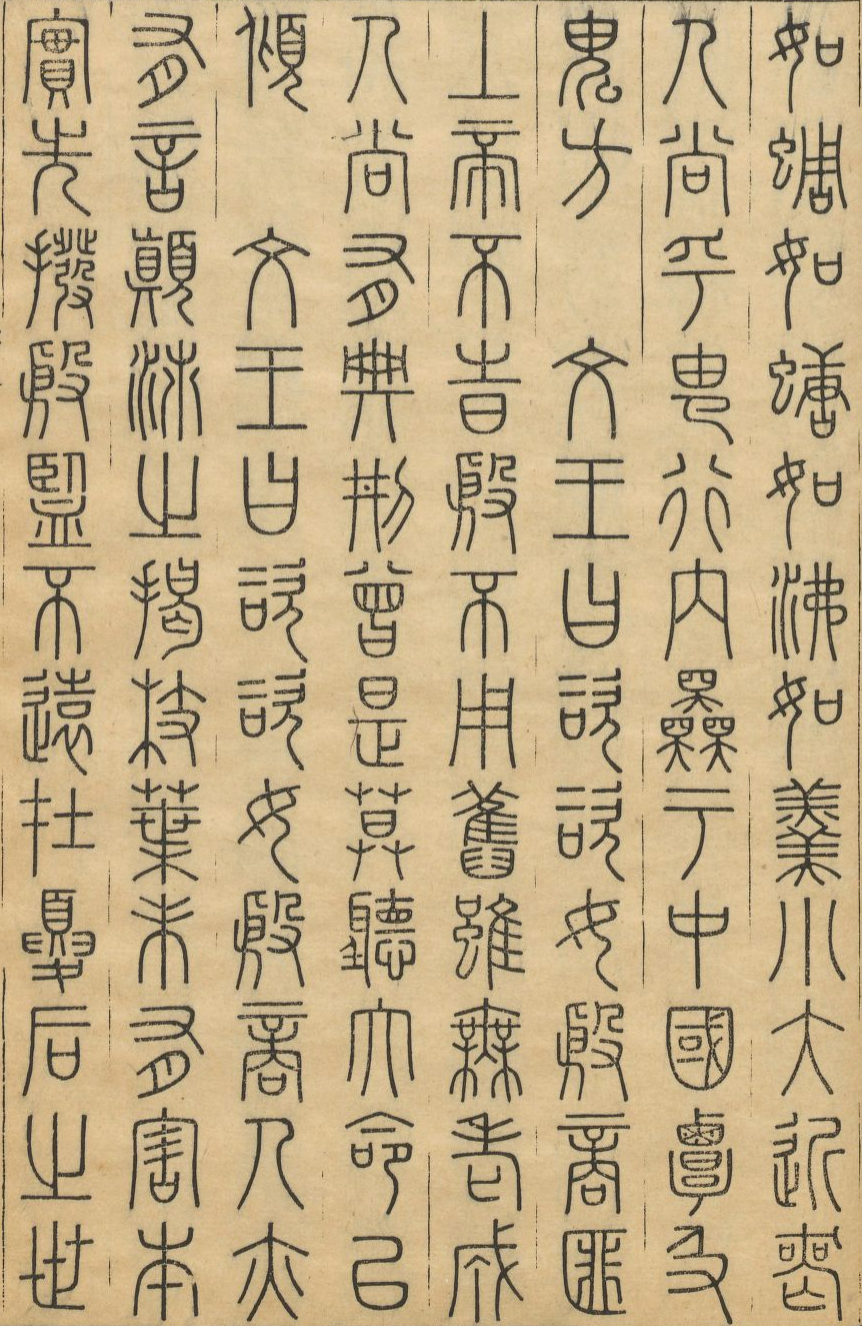 如蜩如螗如沸如羹小大近喪
人尚乎由行內奰于中國覃及
鬼方　文王曰咨咨女殷商匪
上帝不時殷不用舊雖無老成
人尚有典刑曾是莫聽大命以
傾　文王曰咨咨女殷商人亦
有言顛沛之揭枝葉未有害本
實先撥殷監不遠在夏后之世